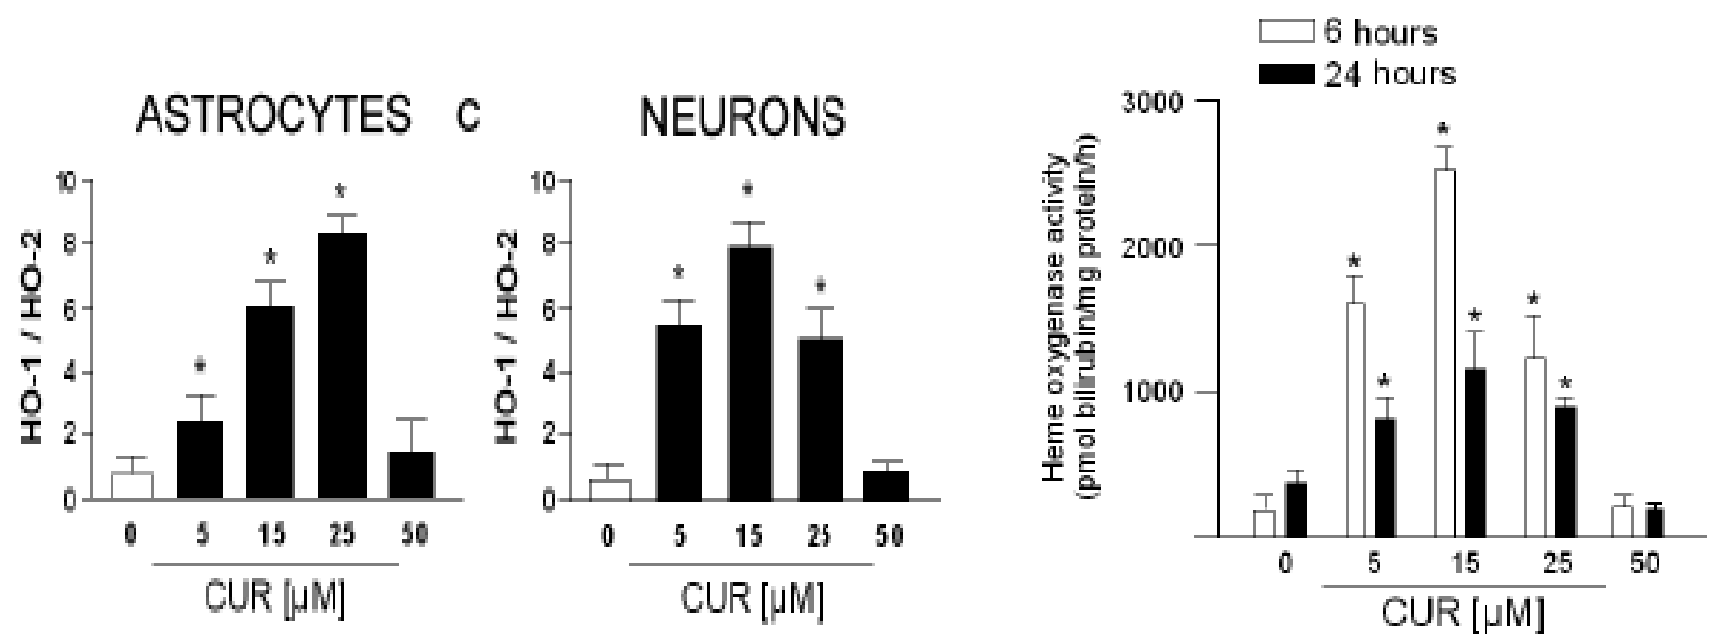 ASTROCYTES C
HO-1 / HO-2
10
8
6
4
2
0
* * * *
0 5 15 25 50
CUR [µM]
NEURONS
HO-1 / HO-2
10
8
6
4
2
0
* * *
0 5 15 25 50
CUR [µM]
6 hours
24 hours
Heme oxygenase activity
(pmol bilirubin/mg protein/h)
3000
2000
1000
* * * * * *
0 5 15 25 50
CUR [µM]